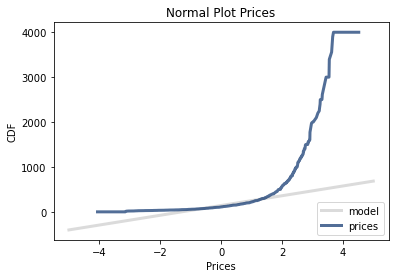 Normal Plot Prices
4000
3000
2000
1000
0
CDF
−4
−2
0
2
4
Prices
model
prices